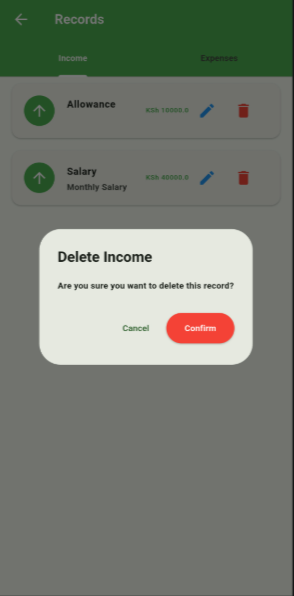 Records
Income Expenses
Allowance KSh 10000.0
Salary KSh 40000.0
Monthly Salary
Delete Income
Are you sure you want to delete this record?
Cancel Confirm